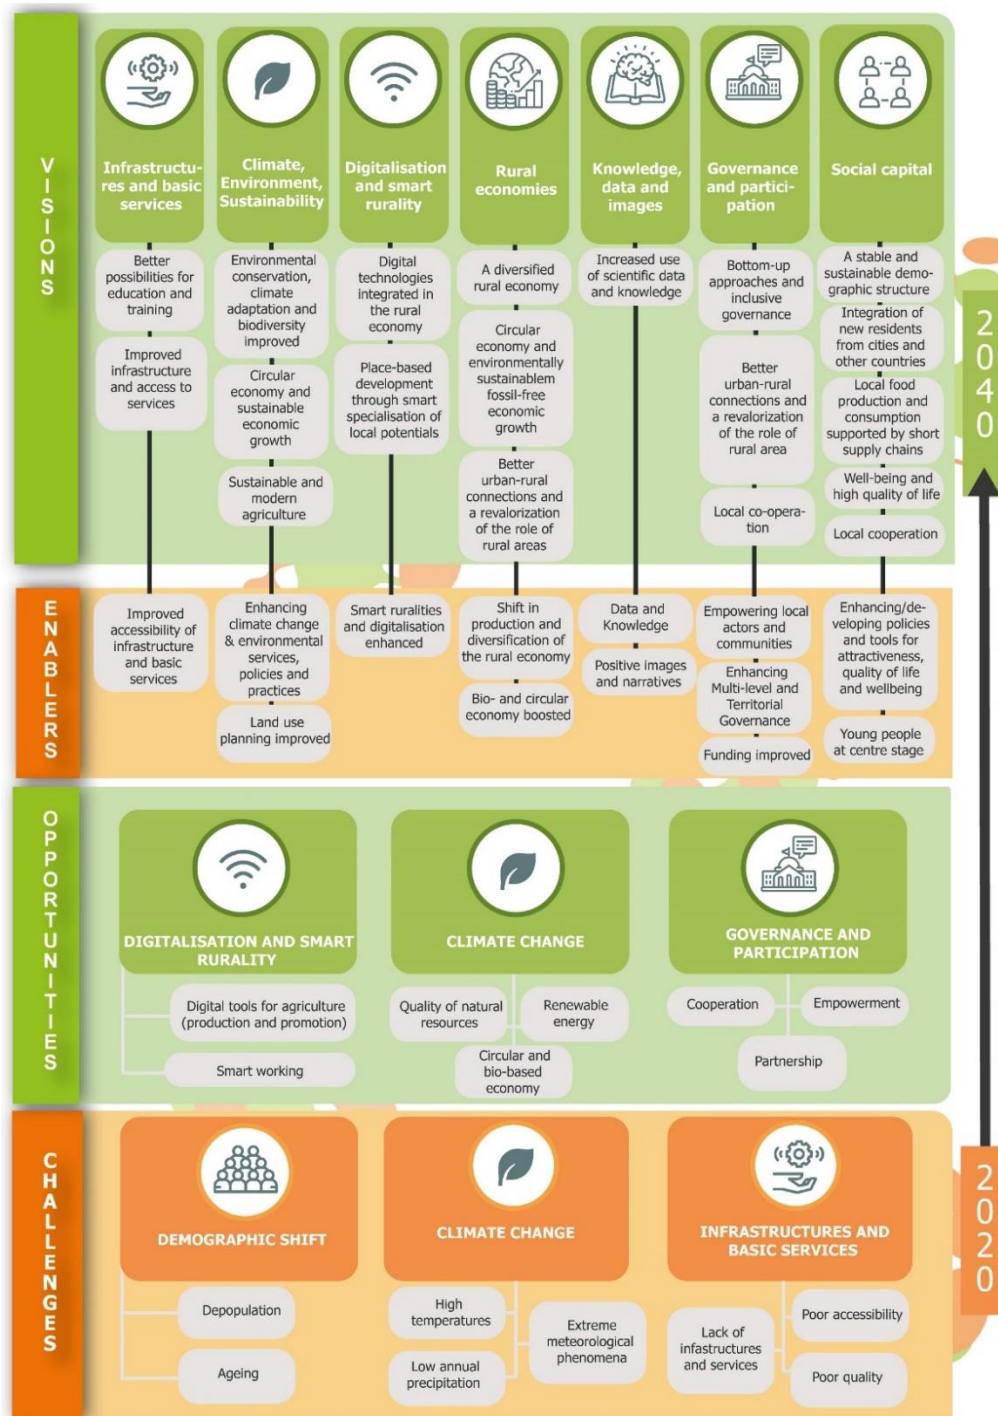 VISIONS
Infrastructu-
res and basic
services
Better
possibilities for
education and
training
Improved
infrastructure
and access to
services
Climate,
Environment,
Sustainability
Environmental
conservation,
climate
adaptation and
biodiversity
improved
Circular
economy and
sustainable
economic
growth
Sustainable and
modern
agriculture
Digitalisation
and smart
rurality
Digital
technologies
integrated in
the rural
economy
Place-based
development
through smart
specialisation of
local potentials
Rural
economies
A diversified
rural economy
Circular
economy and
environmentally
sustainablem
fossil-free
economic
growth
Better
urban-rural
connections and
a revalorization
of the role of
rural areas
Knowledge,
data and
images
Increased use
of scientific data
and knowledge
Governance
and partici-
pation
Bottom-up
approaches and
inclusive
governance
Better
urban-rural
connections and
a revalorization
of the role of
rural area
Local co-opera-
tion
Social capital
A stable and
sustainable demo-
graphic structure
Integration of
new residents
from cities and
other countries
Local food
production and
consumption
supported by short
supply chains
Well-being and
high quality of life
Local cooperation
2040
ENABLERS
Improved
accessibility of
infrastructure
and basic
services
Enhancing
climate change
& environmental
services,
policies and
practices
Land use
planning improved
Smart ruralities
and digitalisation
enhanced
Shift in
production and
diversification of
the rural economy
Bio- and circular
economy boosted
Data and
Knowledge
Positive images
and narratives
Empowering local
actors and
communities
Enhancing
Multi-level and
Territorial
Governance
Funding improved
Enhancing/de-
veloping policies
and tools for
attractiveness,
quality of life
and wellbeing
Young people
at centre stage
OPPORTUNITIES
DIGITALISATION AND SMART
RURALITY
Digital tools for agriculture
(production and promotion)
Smart working
CLIMATE CHANGE
Quality of natural
resources
Renewable
energy
Circular and
bio-based
economy
GOVERNANCE AND
PARTICIPATION
Cooperation
Empowerment
Partnership
CHALLENGES
DEMOGRAPHIC SHIFT
Depopulation
Ageing
CLIMATE CHANGE
High
temperatures
Low annual
precipitation
Extreme
meteorological
phenomena
INFRASTRUCTURES AND
BASIC SERVICES
Lack of
infastructures
and services
Poor accessibility
Poor quality
2020